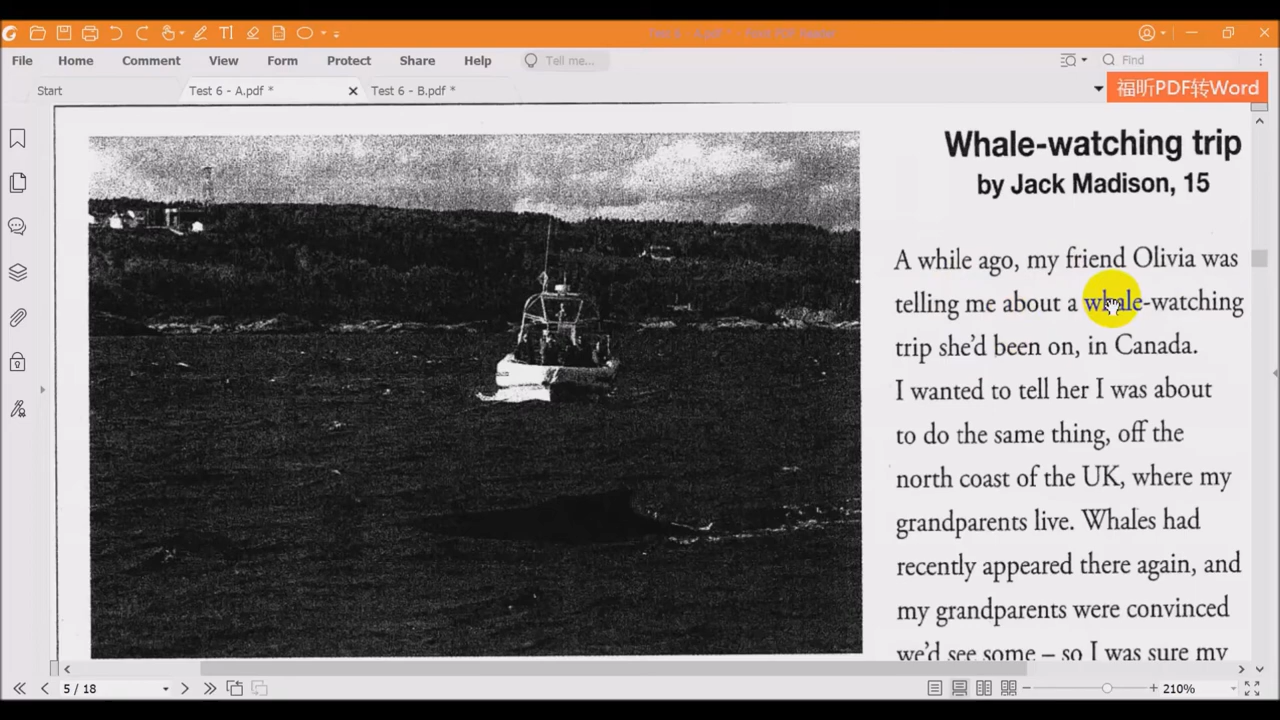 File Home Comment View Form Protect Share Help Tell me... Find
Start Test 6 - A.pdf * Test 6 - B.pdf * 福昕PDF转Word
Whale-watching trip
by Jack Madison, 15
A while ago, my friend Olivia was
telling me about a whale-watching
trip she'd been on, in Canada.
I wanted to tell her I was about
to do the same thing, off the
north coast of the UK, where my
grandparents live. Whales had
recently appeared there again, and
my grandparents were convinced
we'd see some – so I was sure my
5 / 18 210%